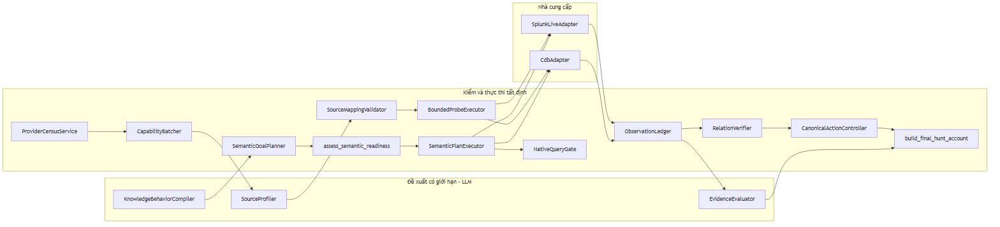 Nhà cung cấp
SplunkLiveAdapter
CdbAdapter
Kiểm và thực thi tất định
SourceMappingValidator
BoundedProbeExecutor
ProviderCensusService
CapabilityBatcher
SemanticGoalPlanner
assess_semantic_readiness
SemanticPlanExecutor
NativeQueryGate
ObservationLedger
RelationVerifier
CanonicalActionController
build_final_hunt_account
Đề xuất có giới hạn - LLM
KnowledgeBehaviorCompiler
SourceProfiler
EvidenceEvaluator